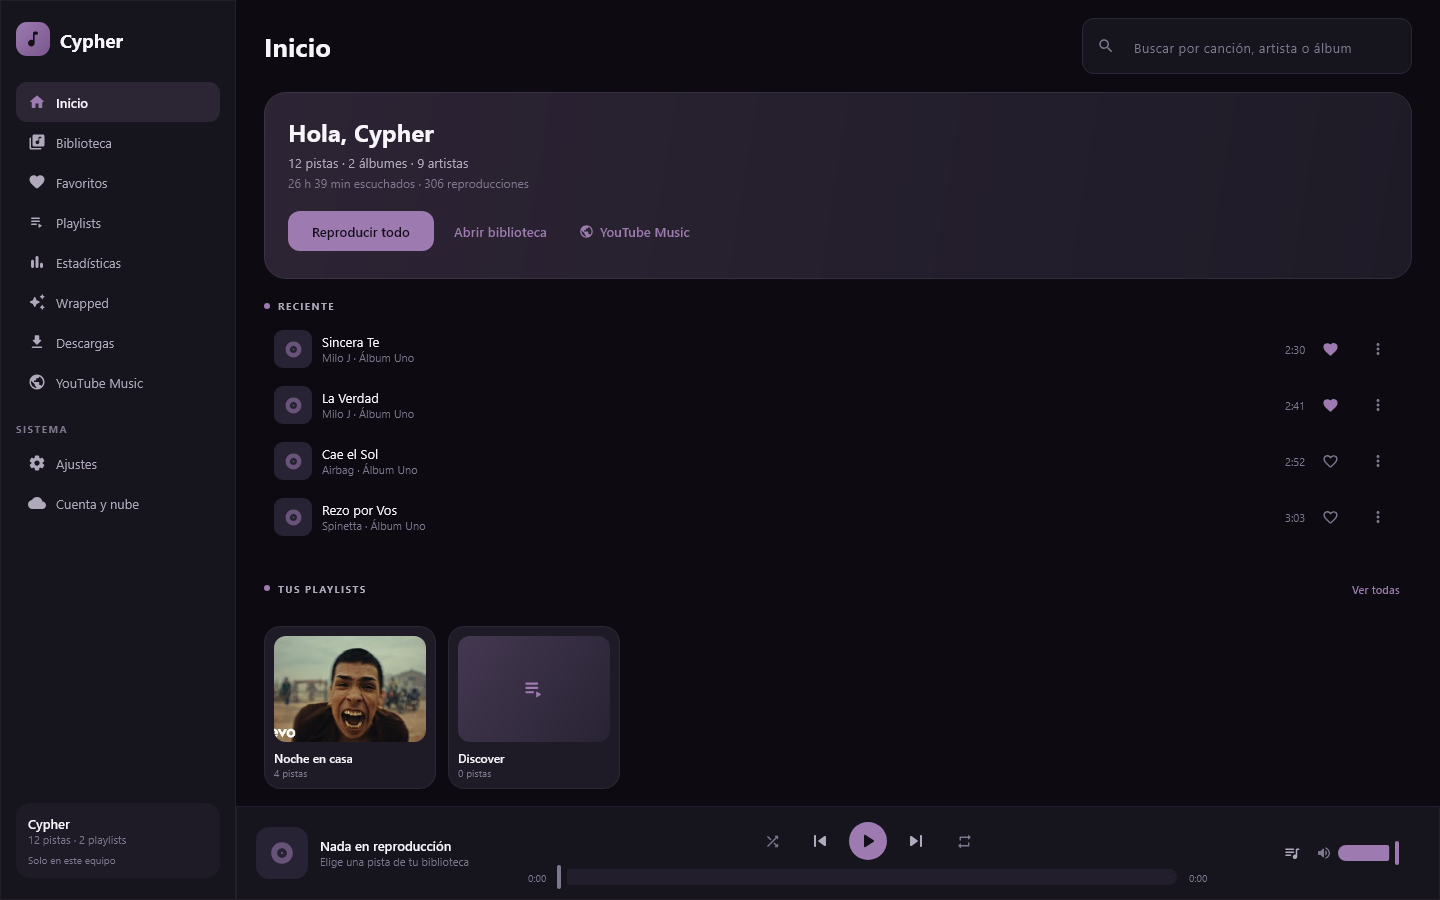 Cypher
Inicio
Biblioteca
Favoritos
Playlists
Estadísticas
Wrapped
Descargas
YouTube Music
SISTEMA
Ajustes
Cuenta y nube
Cypher
12 pistas · 2 playlists
Solo en este equipo
Inicio
Buscar por canción, artista o álbum
Hola, Cypher
12 pistas · 2 álbumes · 9 artistas
26 h 39 min escuchados · 306 reproducciones
Reproducir todo
Abrir biblioteca
YouTube Music
RECIENTE
Sincera Te
Milo J · Álbum Uno
2:30
La Verdad
Milo J · Álbum Uno
2:41
Cae el Sol
Airbag · Álbum Uno
2:52
Rezo por Vos
Spinetta · Álbum Uno
3:03
TUS PLAYLISTS
Ver todas
evo
Noche en casa
4 pistas
Discover
0 pistas
Nada en reproducción
Elige una pista de tu biblioteca
0:00
0:00